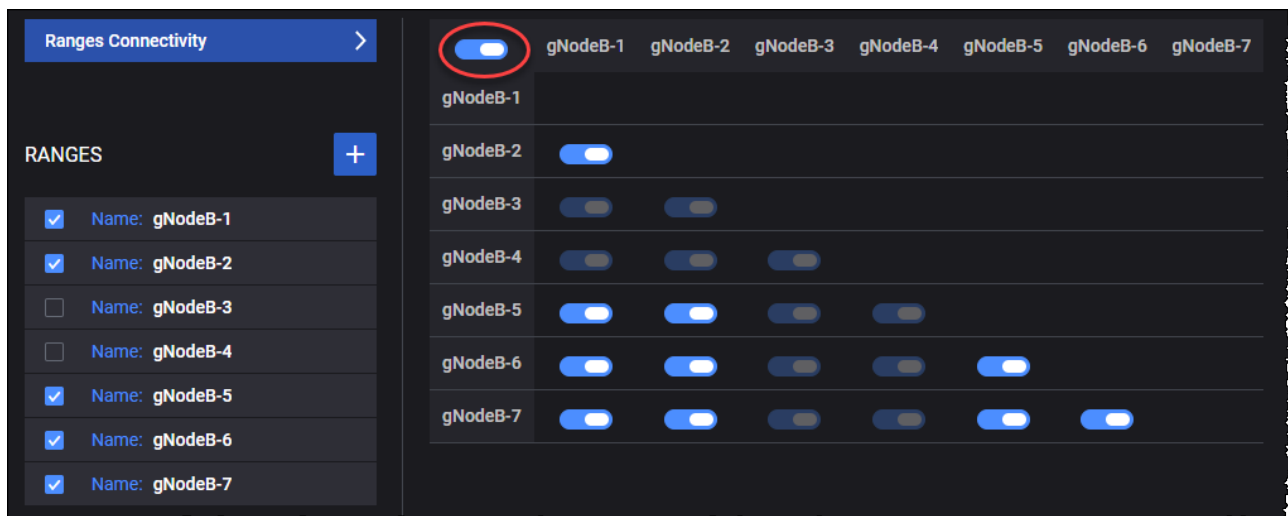 Ranges Connectivity
RANGES
Name: gNodeB-1
Name: gNodeB-2
Name: gNodeB-3
Name: gNodeB-4
Name: gNodeB-5
Name: gNodeB-6
Name: gNodeB-7
gNodeB-1 gNodeB-2 gNodeB-3 gNodeB-4 gNodeB-5 gNodeB-6 gNodeB-7
gNodeB-1
gNodeB-2
gNodeB-3
gNodeB-4
gNodeB-5
gNodeB-6
gNodeB-7